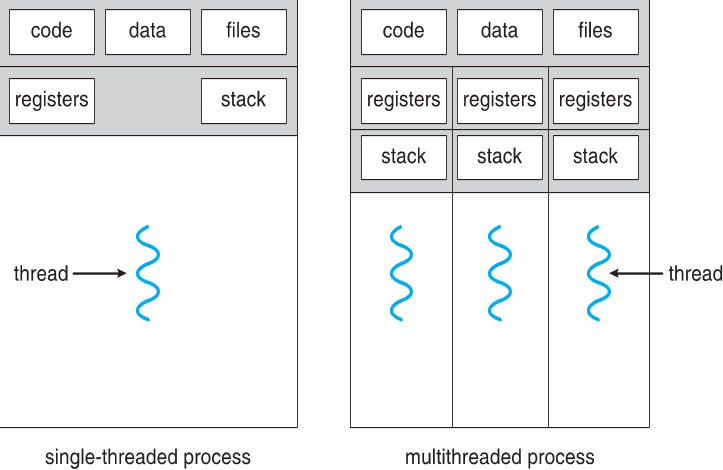 code data files
registers stack
thread
single-threaded process
code data files
registers registers registers
stack stack stack
thread
multithreaded process